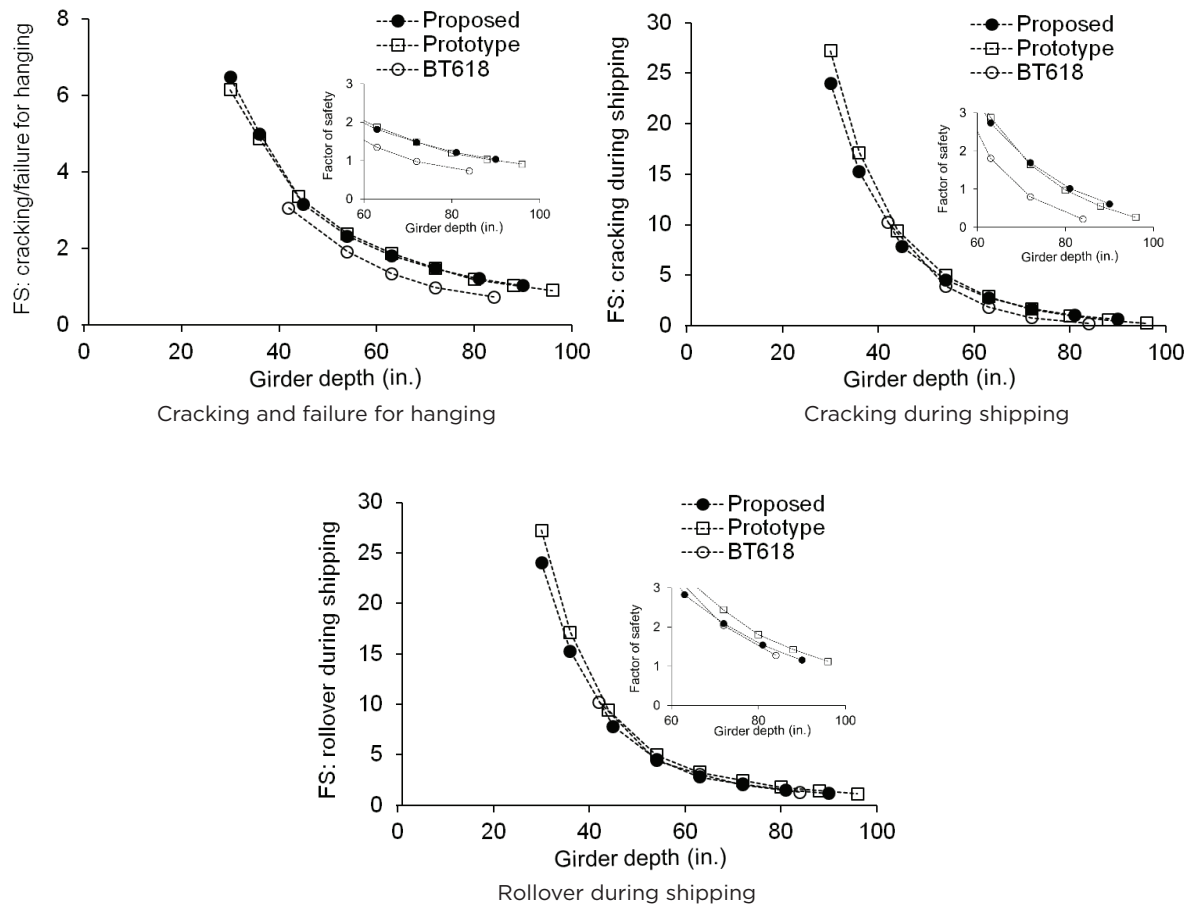 8
6
4
2
0
0
20
40
60
80
100
FS: cracking/failure for hanging
Girder depth (in.)
Proposed
Prototype
BT618
3
2
1
0
60
80
100
Factor of safety
Girder depth (in.)
Cracking and failure for hanging
30
25
20
15
10
5
0
0
20
40
60
80
100
FS: cracking during shipping
Girder depth (in.)
Proposed
Prototype
BT618
3
2
1
0
60
80
100
Factor of safety
Girder depth (in.)
Cracking during shipping
30
25
20
15
10
5
0
0
20
40
60
80
100
FS: rollover during shipping
Girder depth (in.)
Proposed
Prototype
BT618
3
2
1
0
60
80
100
Factor of safety
Girder depth (in.)
Rollover during shipping